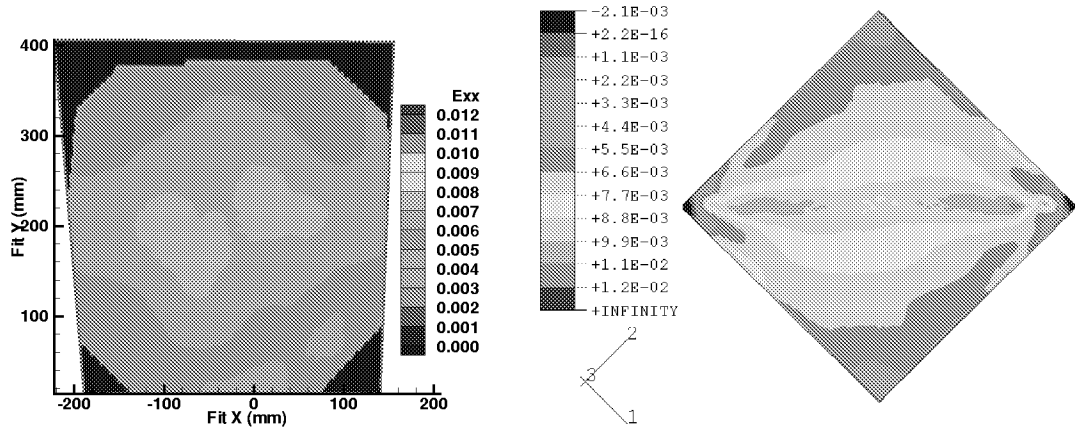 400
300
200
100
Fit Y (mm)
-200
-100
0
100
200
Fit X (mm)
Exx
0.012
0.011
0.010
0.009
0.008
0.007
0.006
0.005
0.004
0.003
0.002
0.001
0.000
-2.1E-03
+2.2E-16
+1.1E-03
+2.2E-03
+3.3E-03
+4.4E-03
+5.5E-03
+6.6E-03
+7.7E-03
+8.8E-03
+9.9E-03
+1.1E-02
+1.2E-02
+INFINITY
2
3
1